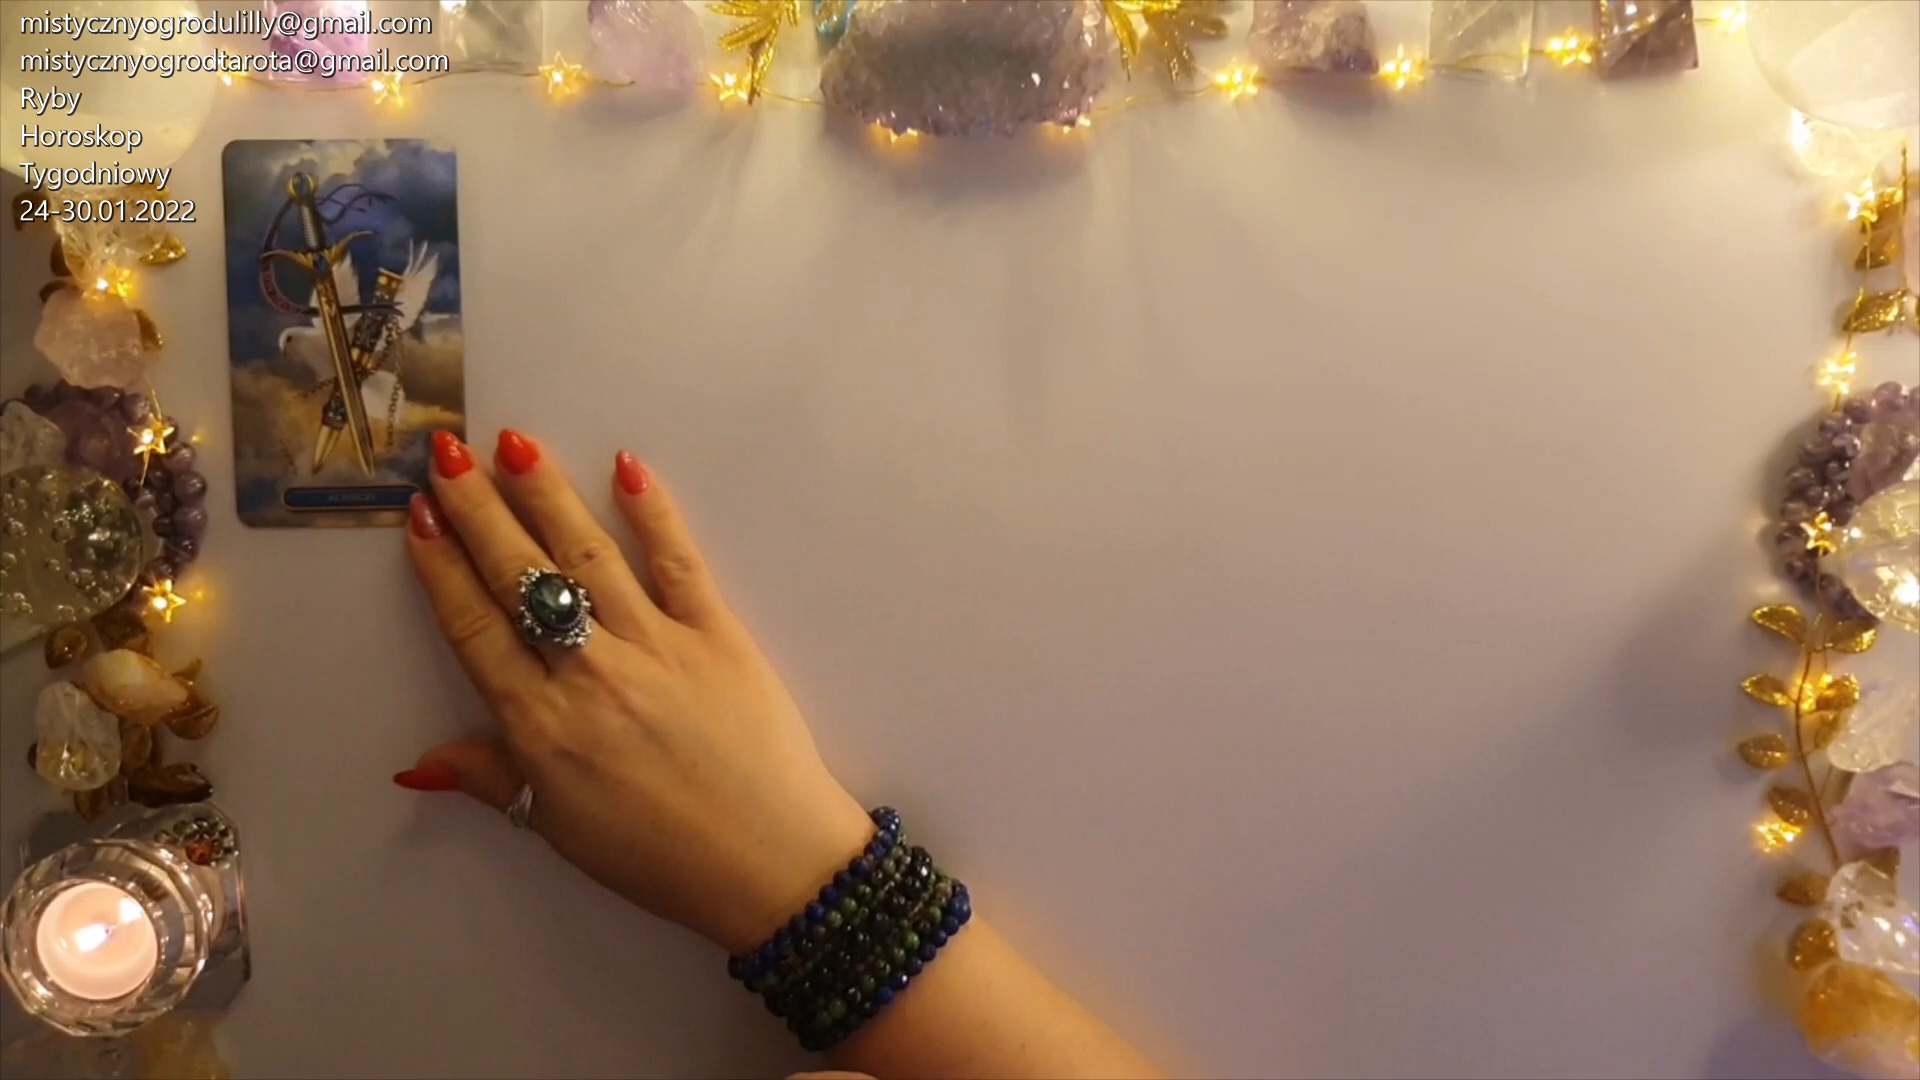 mistycznyogrodulilly@gmail.com
mistycznyogrodtarota@gmail.com
Ryby
Horoskop
Tygodniowy
24-30.01.2022